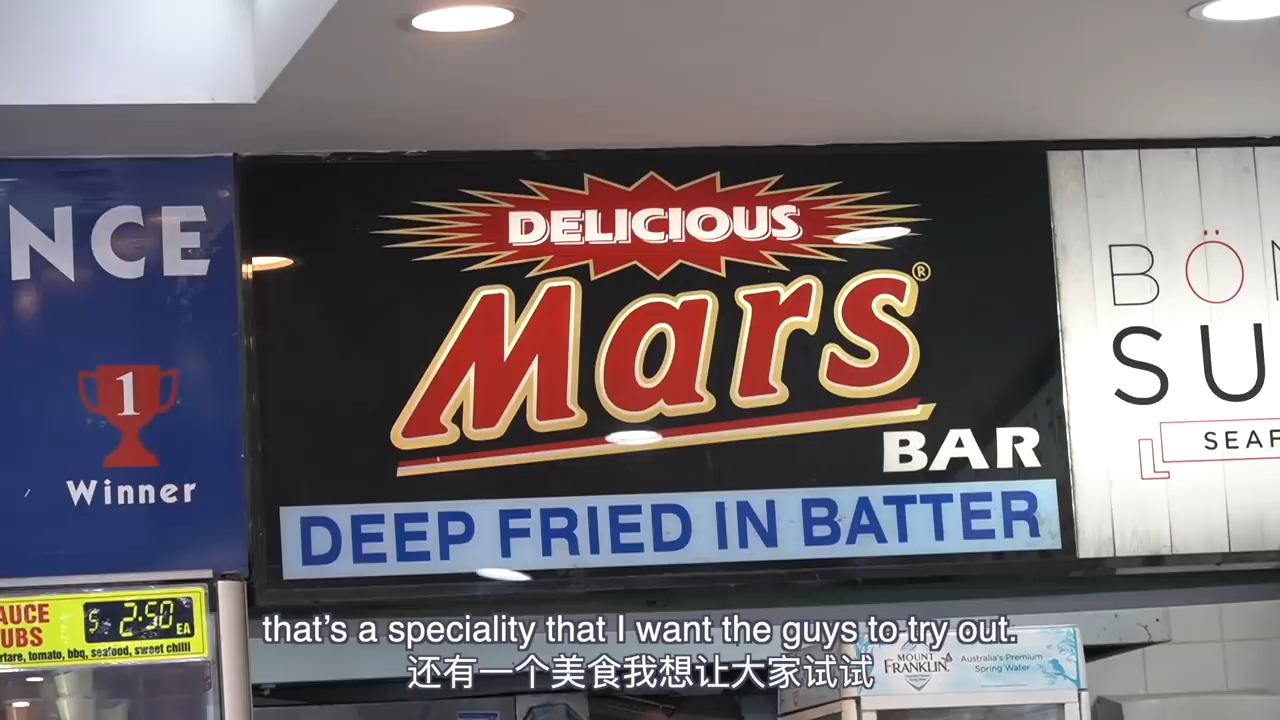 NCE
1
Winner
DELICIOUS
Mars®
BAR
DEEP FRIED IN BATTER
BÖN
SU
SEAF
AUCE
UBS
$ 2.50 EA
rtare, tomato, bbq, seafood, sweet chilli
MOUNT
FRANKLIN
Australia's Premium
Spring Water
that's a speciality that I want the guys to try out.
还有一个美食我想让大家试试